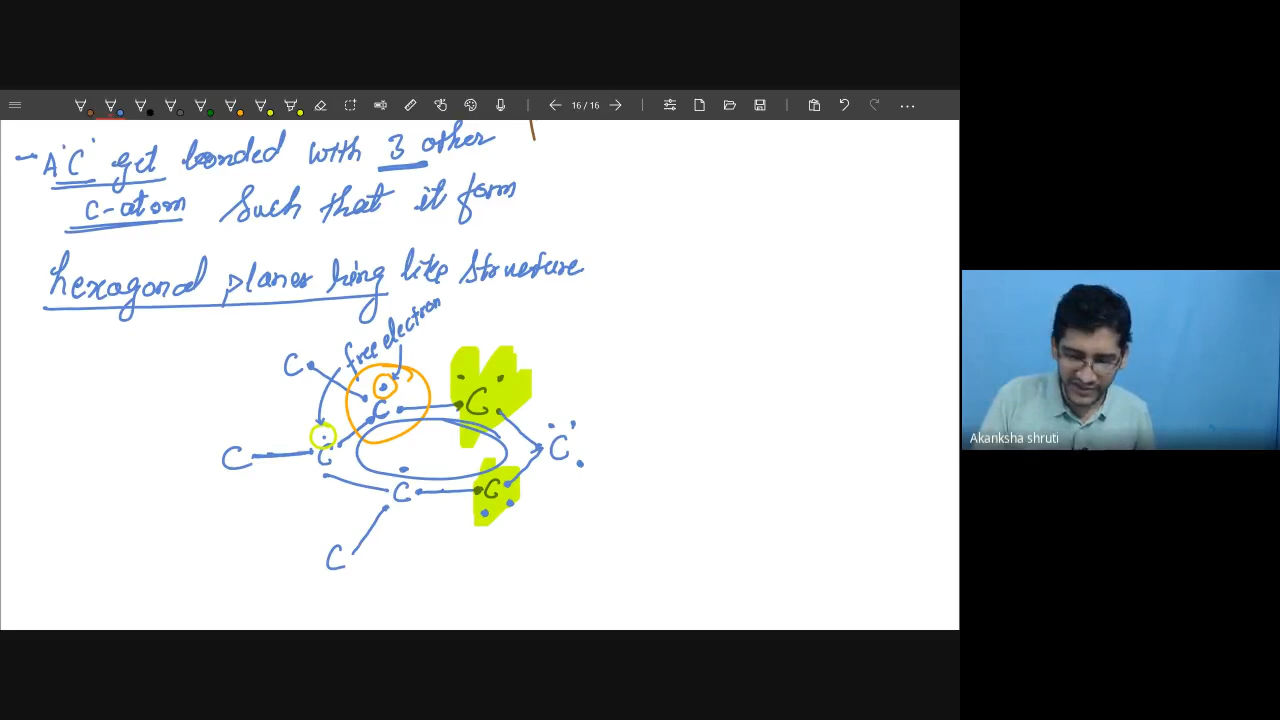 16 / 16
- A 'C' get bonded with 3 other
C-atom such that it form
hexagonal planer ring like structure
free electron
C
C C
C C C
C C
C
Akanksha shruti